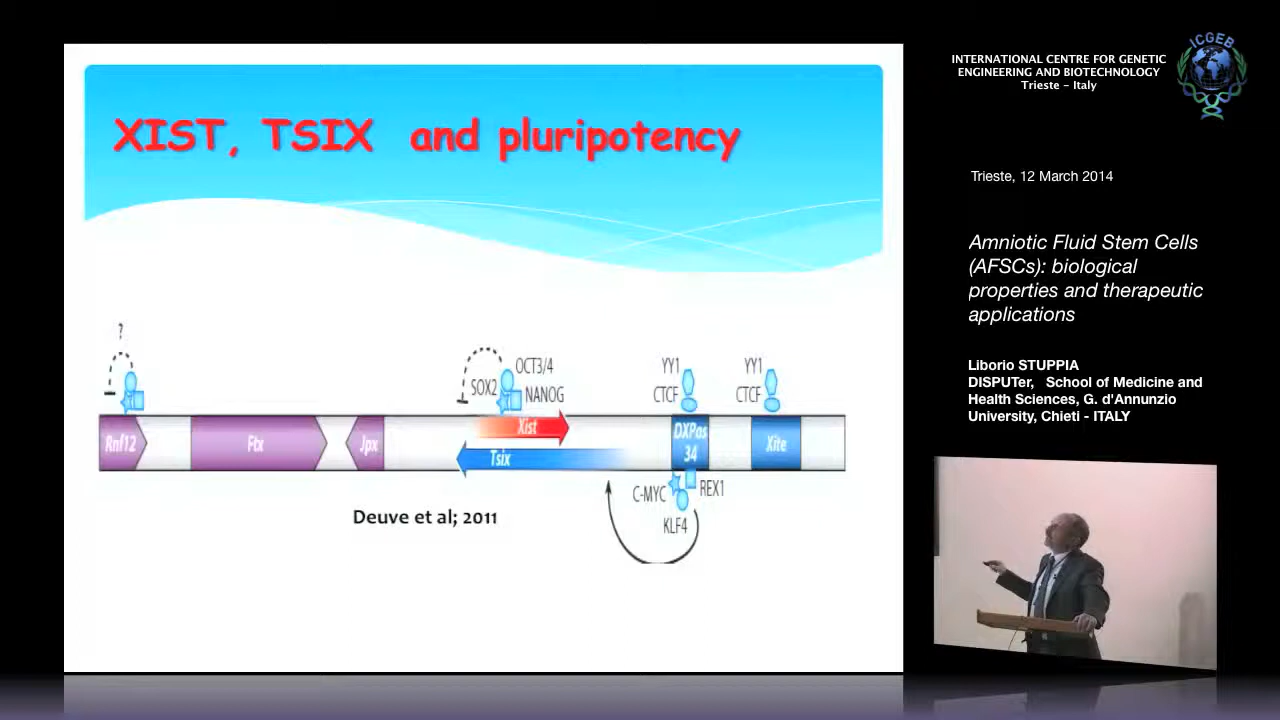 XIST, TSIX and pluripotency
?
SOX2
OCT3/4
NANOG
YY1
CTCF
YY1
CTCF
Rnf12
Ftx
Jpx
Xist
Tsix
DXPas
34
Xite
C-MYC
REX1
KLF4
Deuve et al; 2011
INTERNATIONAL CENTRE FOR GENETIC
ENGINEERING AND BIOTECHNOLOGY
Trieste - Italy
ICGEB
Trieste, 12 March 2014
Amniotic Fluid Stem Cells
(AFSCs): biological
properties and therapeutic
applications
Liborio STUPPIA
DISPUTer, School of Medicine and
Health Sciences, G. d'Annunzio
University, Chieti - ITALY